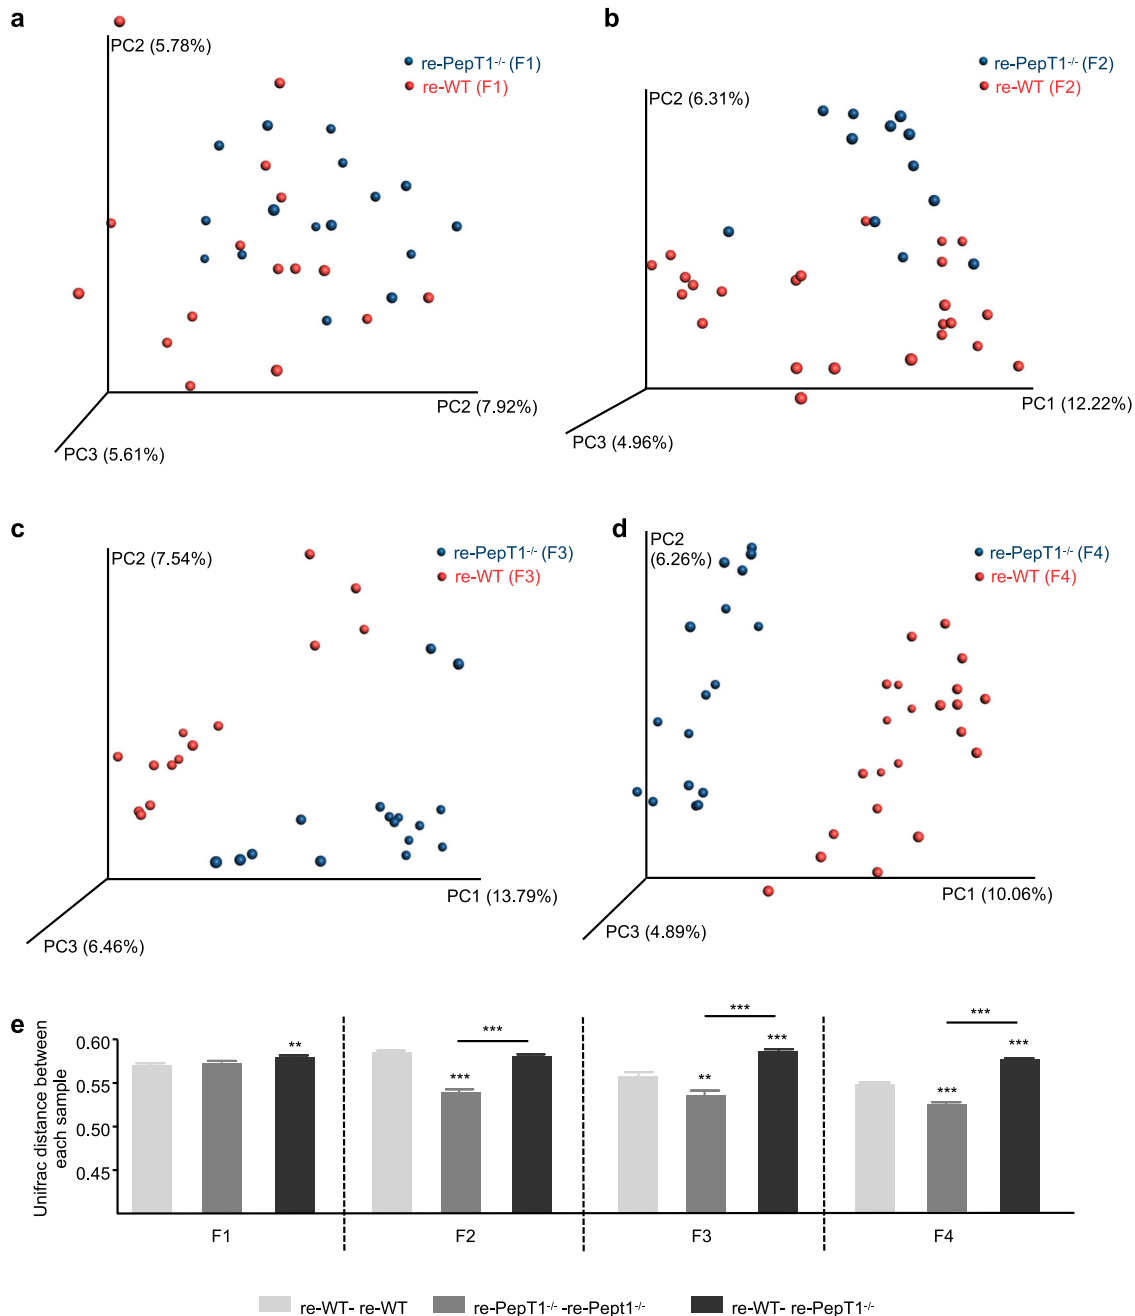 a
PC2 (5.78%)
re-PepT1-/- (F1)
re-WT (F1)
PC2 (7.92%)
PC3 (5.61%)
b
PC2 (6.31%)
re-PepT1-/- (F2)
re-WT (F2)
PC1 (12.22%)
PC3 (4.96%)
c
PC2 (7.54%)
re-PepT1-/- (F3)
re-WT (F3)
PC1 (13.79%)
PC3 (6.46%)
d
PC2
(6.26%)
re-PepT1-/- (F4)
re-WT (F4)
PC1 (10.06%)
PC3 (4.89%)
e
Unifrac distance between
each sample
0.60
0.55
0.50
0.45
**
***
***
***
**
***
***
***
***
F1
F2
F3
F4
re-WT- re-WT
re-PepT1-/- -re-Pept1-/-
re-WT- re-PepT1-/-